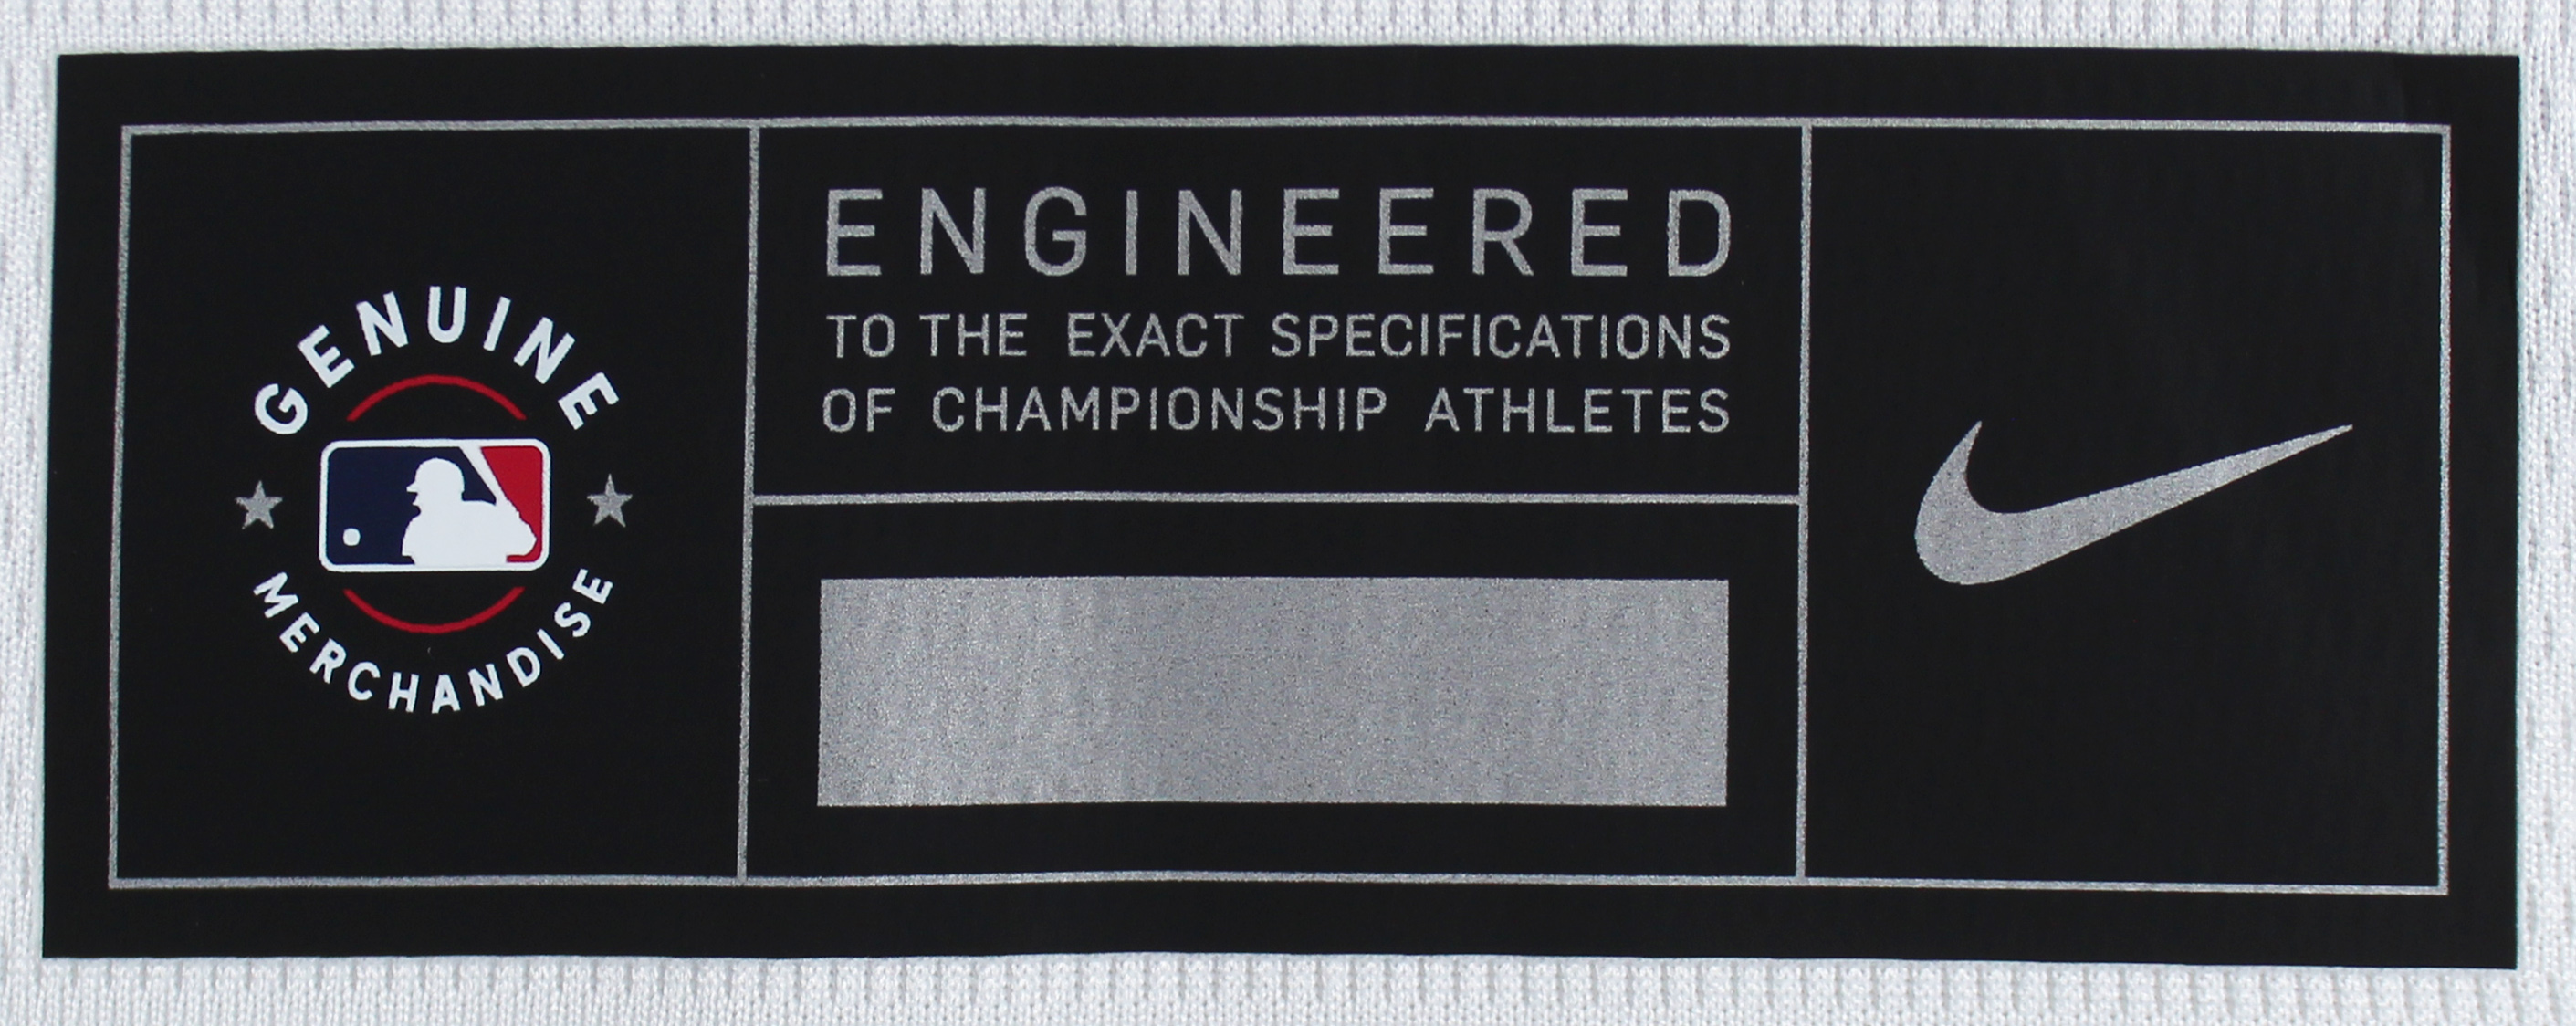 GENUINE
MERCHANDISE
ENGINEERED
TO THE EXACT SPECIFICATIONS
OF CHAMPIONSHIP ATHLETES